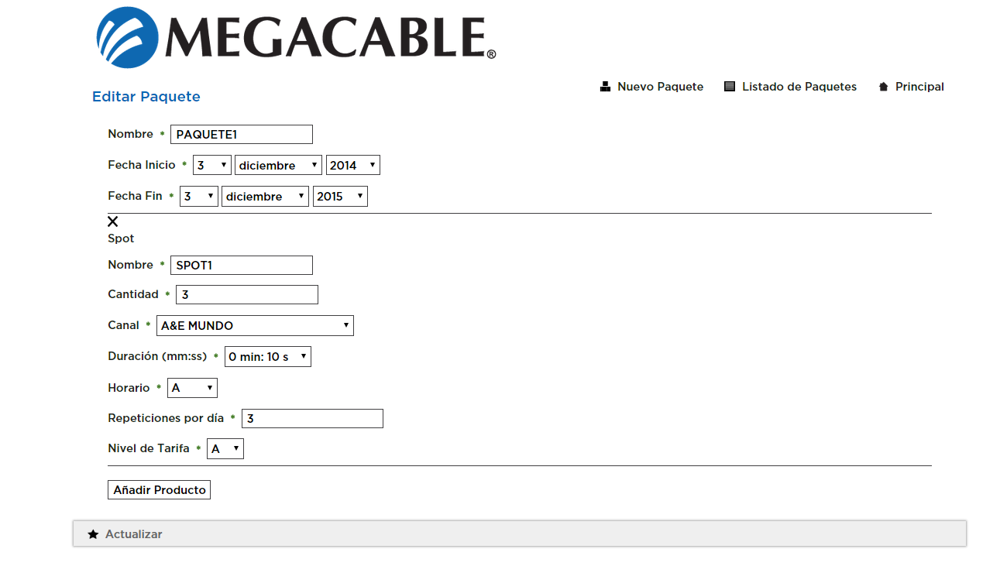 MEGACABLE®
Nuevo Paquete Listado de Paquetes Principal
Editar Paquete
Nombre * PAQUETE1
Fecha Inicio * 3 diciembre 2014
Fecha Fin * 3 diciembre 2015
Spot
Nombre * SPOT1
Cantidad * 3
Canal * A&E MUNDO
Duración (mm:ss) * 0 min: 10 s
Horario * A
Repeticiones por día * 3
Nivel de Tarifa * A
Añadir Producto
Actualizar